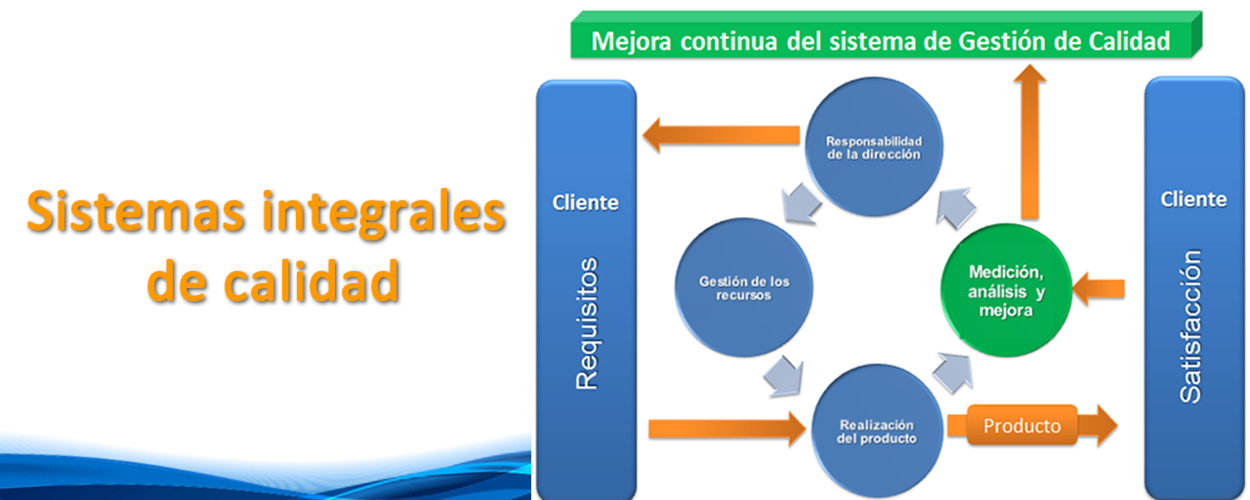 Sistemas integrales
de calidad
Mejora continua del sistema de Gestión de Calidad
Cliente
Requisitos
Responsabilidad
de la dirección
Gestión de los
recursos
Medición,
análisis y
mejora
Realización
del producto
Producto
Cliente
Satisfacción